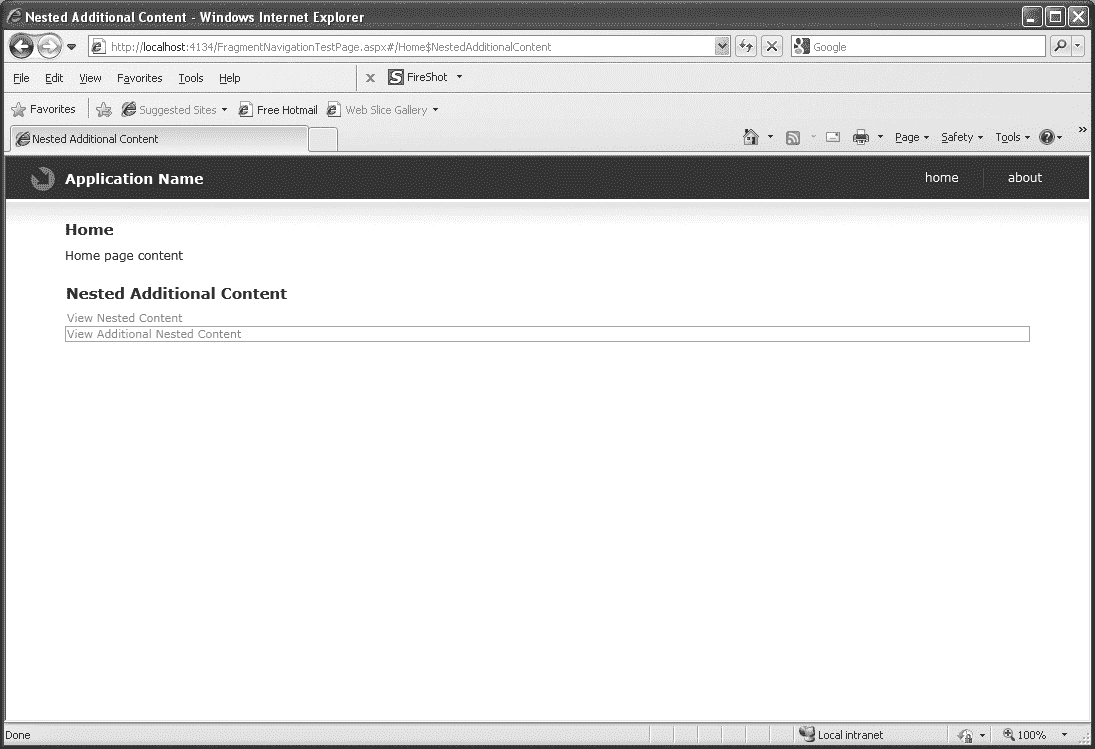 Nested Additional Content - Windows Internet Explorer
http://localhost:4134/FragmentNavigationTestPage.aspx#/Home$NestedAdditionalContent
Google
File Edit View Favorites Tools Help
FireShot
Favorites Suggested Sites Free Hotmail Web Slice Gallery
Nested Additional Content
Page Safety Tools
Application Name
home about
Home
Home page content
Nested Additional Content
View Nested Content
View Additional Nested Content
Done
Local intranet
100%